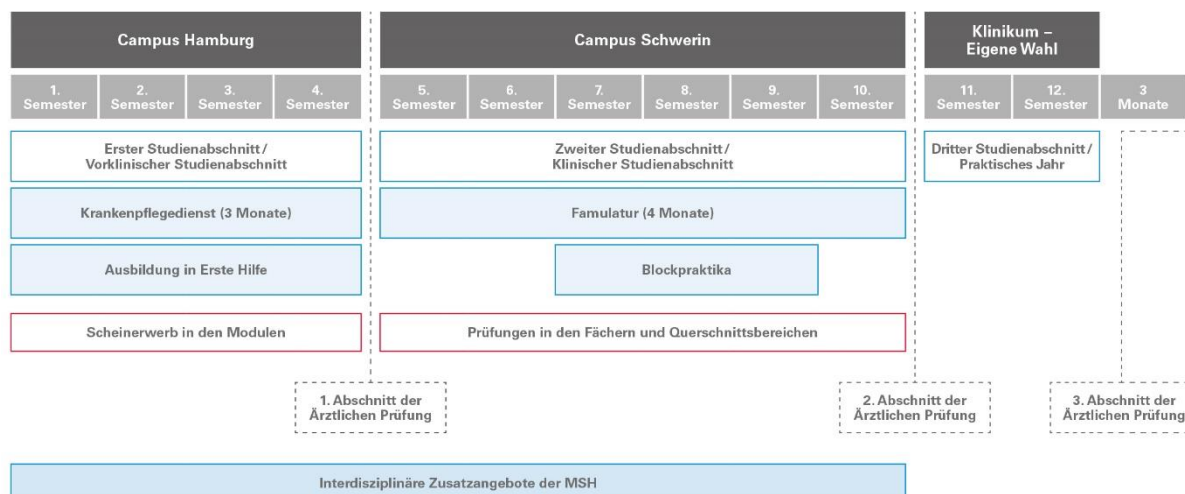 Campus Hamburg
Campus Schwerin
Klinikum –
Eigene Wahl
1.
Semester
2.
Semester
3.
Semester
4.
Semester
5.
Semester
6.
Semester
7.
Semester
8.
Semester
9.
Semester
10.
Semester
11.
Semester
12.
Semester
3
Monate
Erster Studienabschnitt /
Vorklinischer Studienabschnitt
Zweiter Studienabschnitt /
Klinischer Studienabschnitt
Dritter Studienabschnitt /
Praktisches Jahr
Krankenpflegedienst (3 Monate)
Famulatur (4 Monate)
Ausbildung in Erste Hilfe
Blockpraktika
Scheinerwerb in den Modulen
Prüfungen in den Fächern und Querschnittsbereichen
1. Abschnitt der
Ärztlichen Prüfung
2. Abschnitt der
Ärztlichen Prüfung
3. Abschnitt der
Ärztlichen Prüfung
Interdisziplinäre Zusatzangebote der MSH